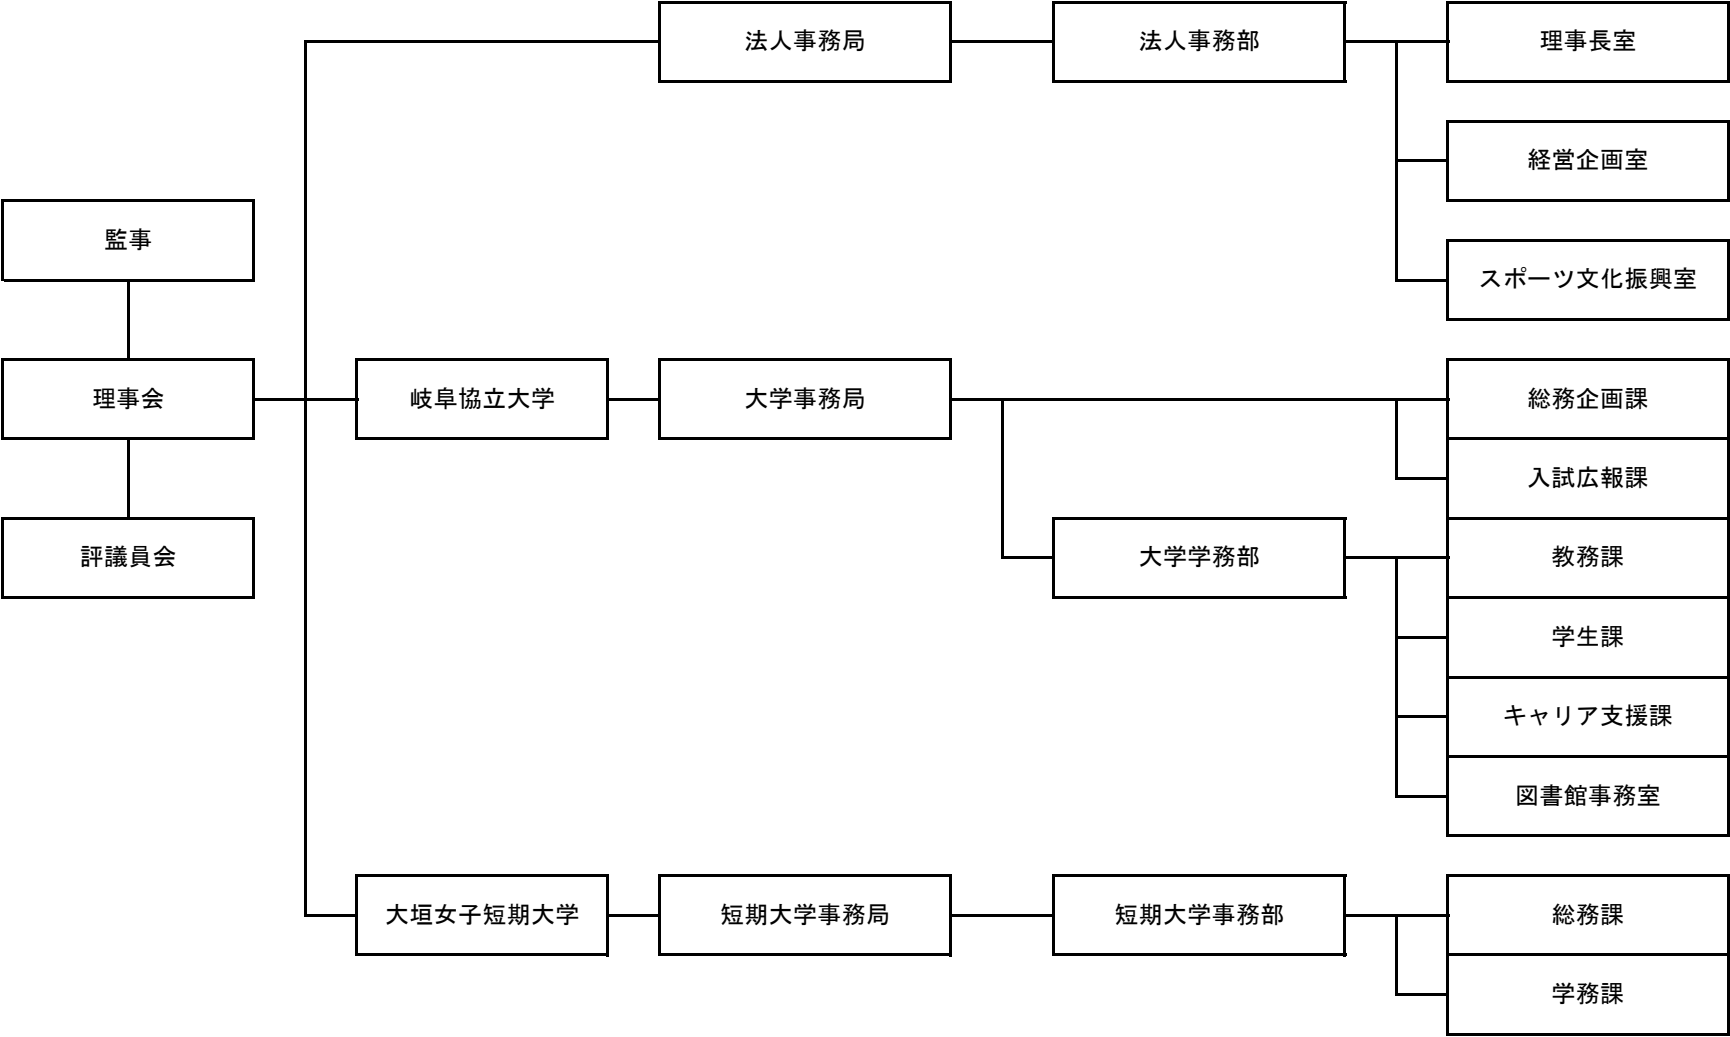 法人事務局
法人事務部
理事長室
経営企画室
監事
スポーツ文化振興室
理事会
岐阜協立大学
大学事務局
総務企画課
入試広報課
評議員会
大学学務部
教務課
学生課
キャリア支援課
図書館事務室
大垣女子短期大学
短期大学事務局
短期大学事務部
総務課
学務課